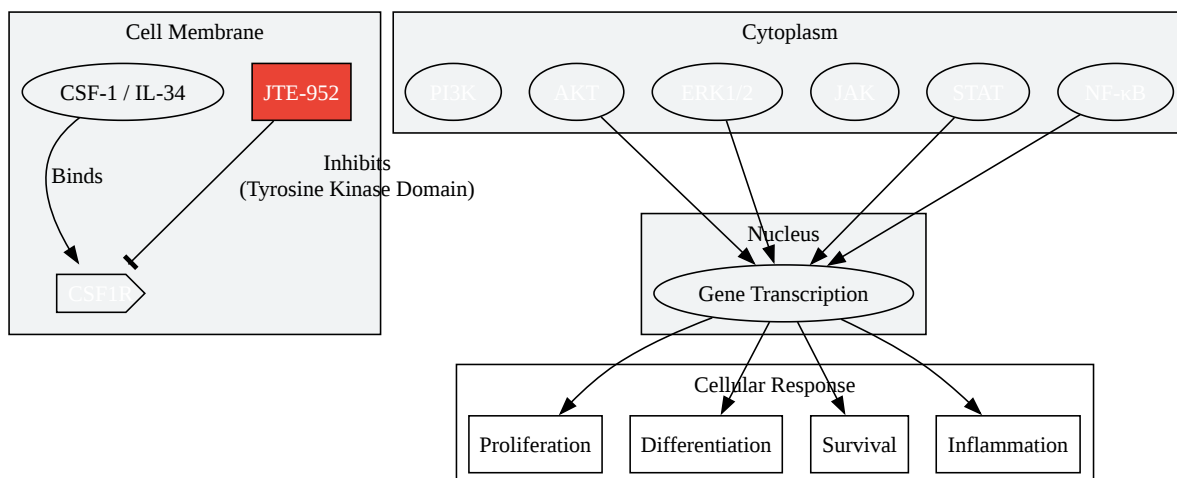 Cell Membrane
CSF-1 / IL-34
JTE-952
Binds
Inhibits
(Tyrosine Kinase Domain)
CSF1R
Cytoplasm
PI3K
AKT
ERK1/2
JAK
STAT
NF-κB
Nucleus
Gene Transcription
Cellular Response
Proliferation
Differentiation
Survival
Inflammation